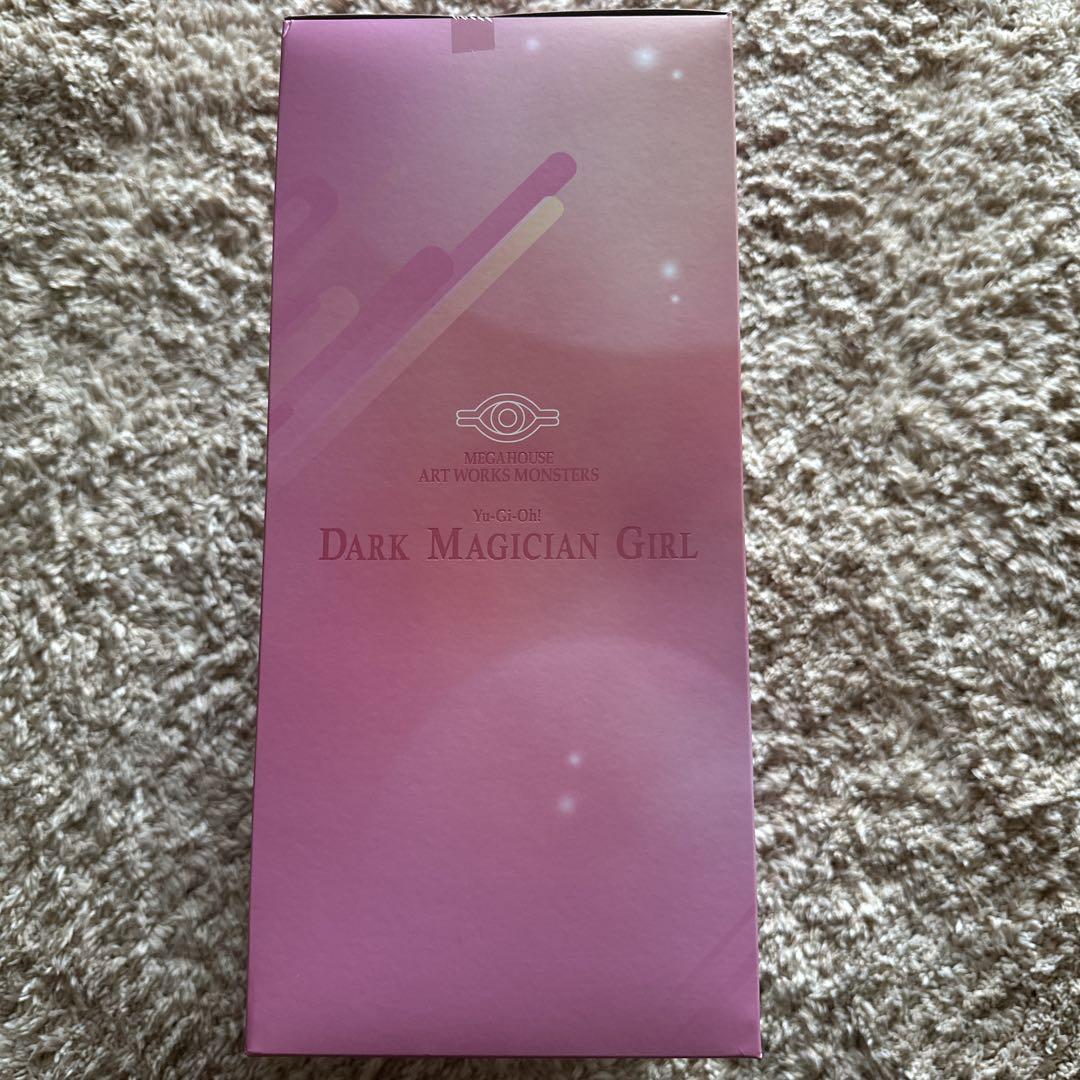 MEGAHOUSE
ART WORKS MONSTERS
Yu-Gi-Oh!
DARK MAGICIAN GIRL